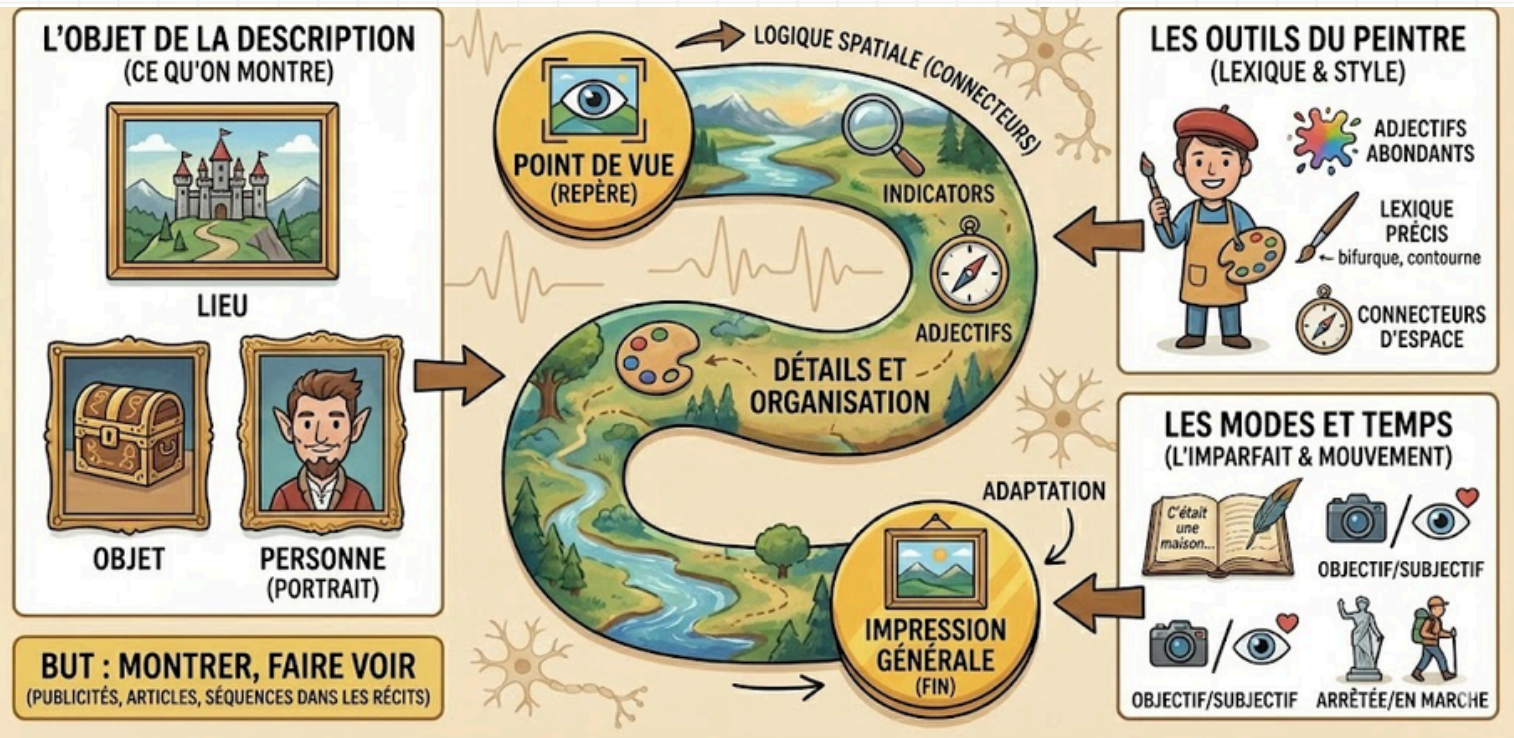 L'OBJET DE LA DESCRIPTION
(CE QU'ON MONTRE)
LIEU
OBJET
PERSONNE
(PORTRAIT)
BUT : MONTRER, FAIRE VOIR
(PUBLICITÉS, ARTICLES, SÉQUENCES DANS LES RÉCITS)
POINT DE VUE
(REPÈRE)
LOGIQUE SPATIALE (CONNECTEURS)
INDICATORS
ADJECTIFS
DÉTAILS ET
ORGANISATION
ADAPTATION
IMPRESSION
GÉNÉRALE
(FIN)
LES OUTILS DU PEINTRE
(LEXIQUE & STYLE)
ADJECTIFS
ABONDANTS
LEXIQUE
PRÉCIS
bifurque, contourne
CONNECTEURS
D'ESPACE
LES MODES ET TEMPS
(L'IMPARFAIT & MOUVEMENT)
C'était
une
maison...
OBJECTIF/SUBJECTIF
OBJECTIF/SUBJECTIF
ARRÊTÉE/EN MARCHE